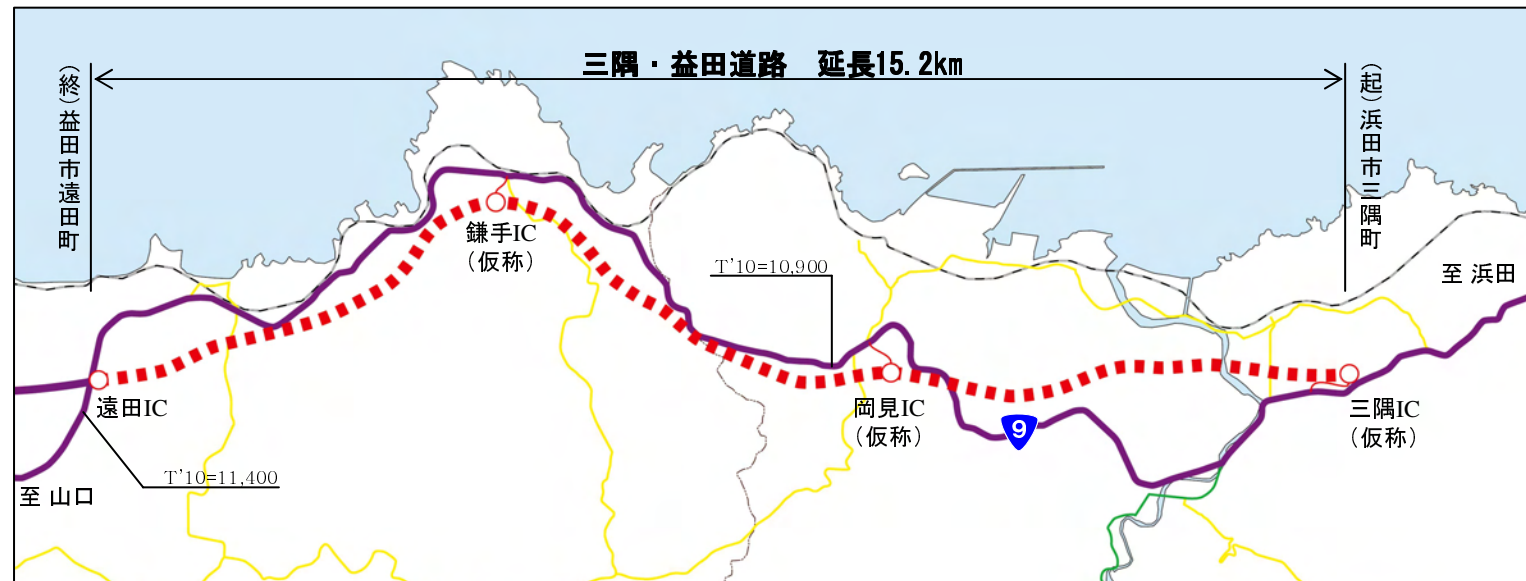 三隅・益田道路　延長15.2km
(終)益田市遠田町
(起)浜田市三隅町
鎌手IC
(仮称)
T'10=10,900
至 浜田
遠田IC
岡見IC
(仮称)
9
三隅IC
(仮称)
T'10=11,400
至 山口